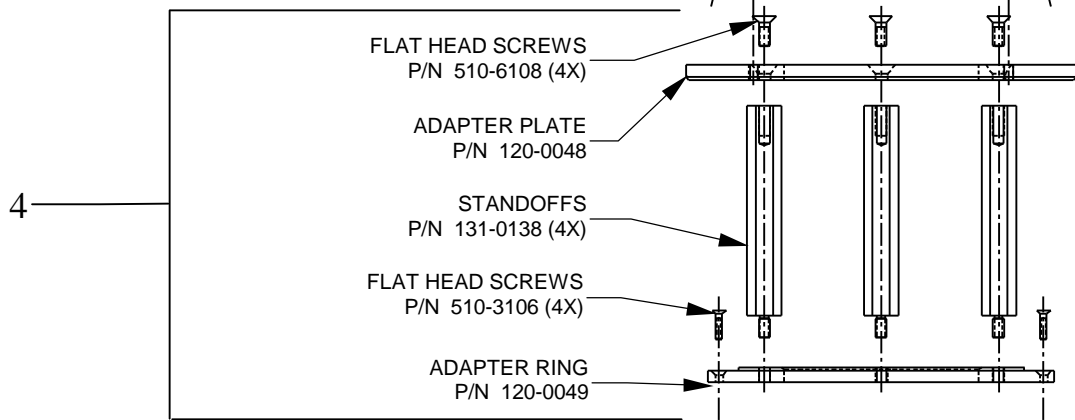 FLAT HEAD SCREWS
P/N 510-6108 (4X)
ADAPTER PLATE
P/N 120-0048
4
STANDOFFS
P/N 131-0138 (4X)
FLAT HEAD SCREWS
P/N 510-3106 (4X)
ADAPTER RING
P/N 120-0049